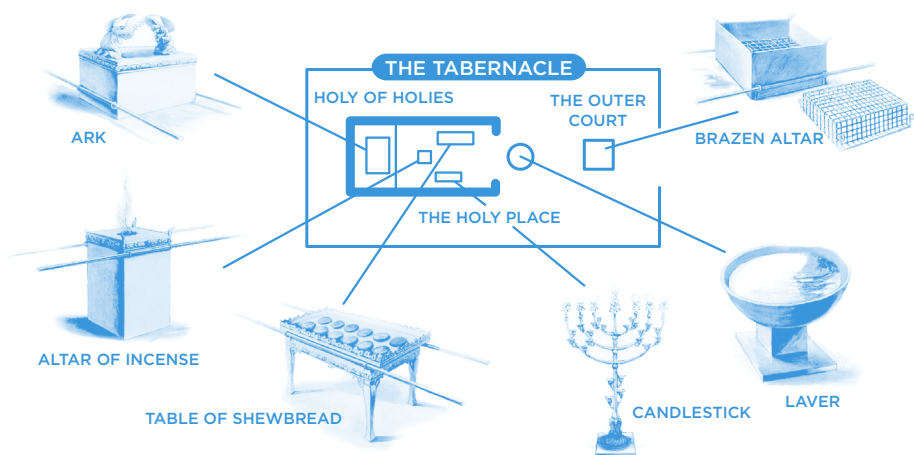 THE TABERNACLE
HOLY OF HOLIES
THE OUTER
COURT
ARK
BRAZEN ALTAR
THE HOLY PLACE
ALTAR OF INCENSE
TABLE OF SHEWBREAD
CANDLESTICK
LAVER